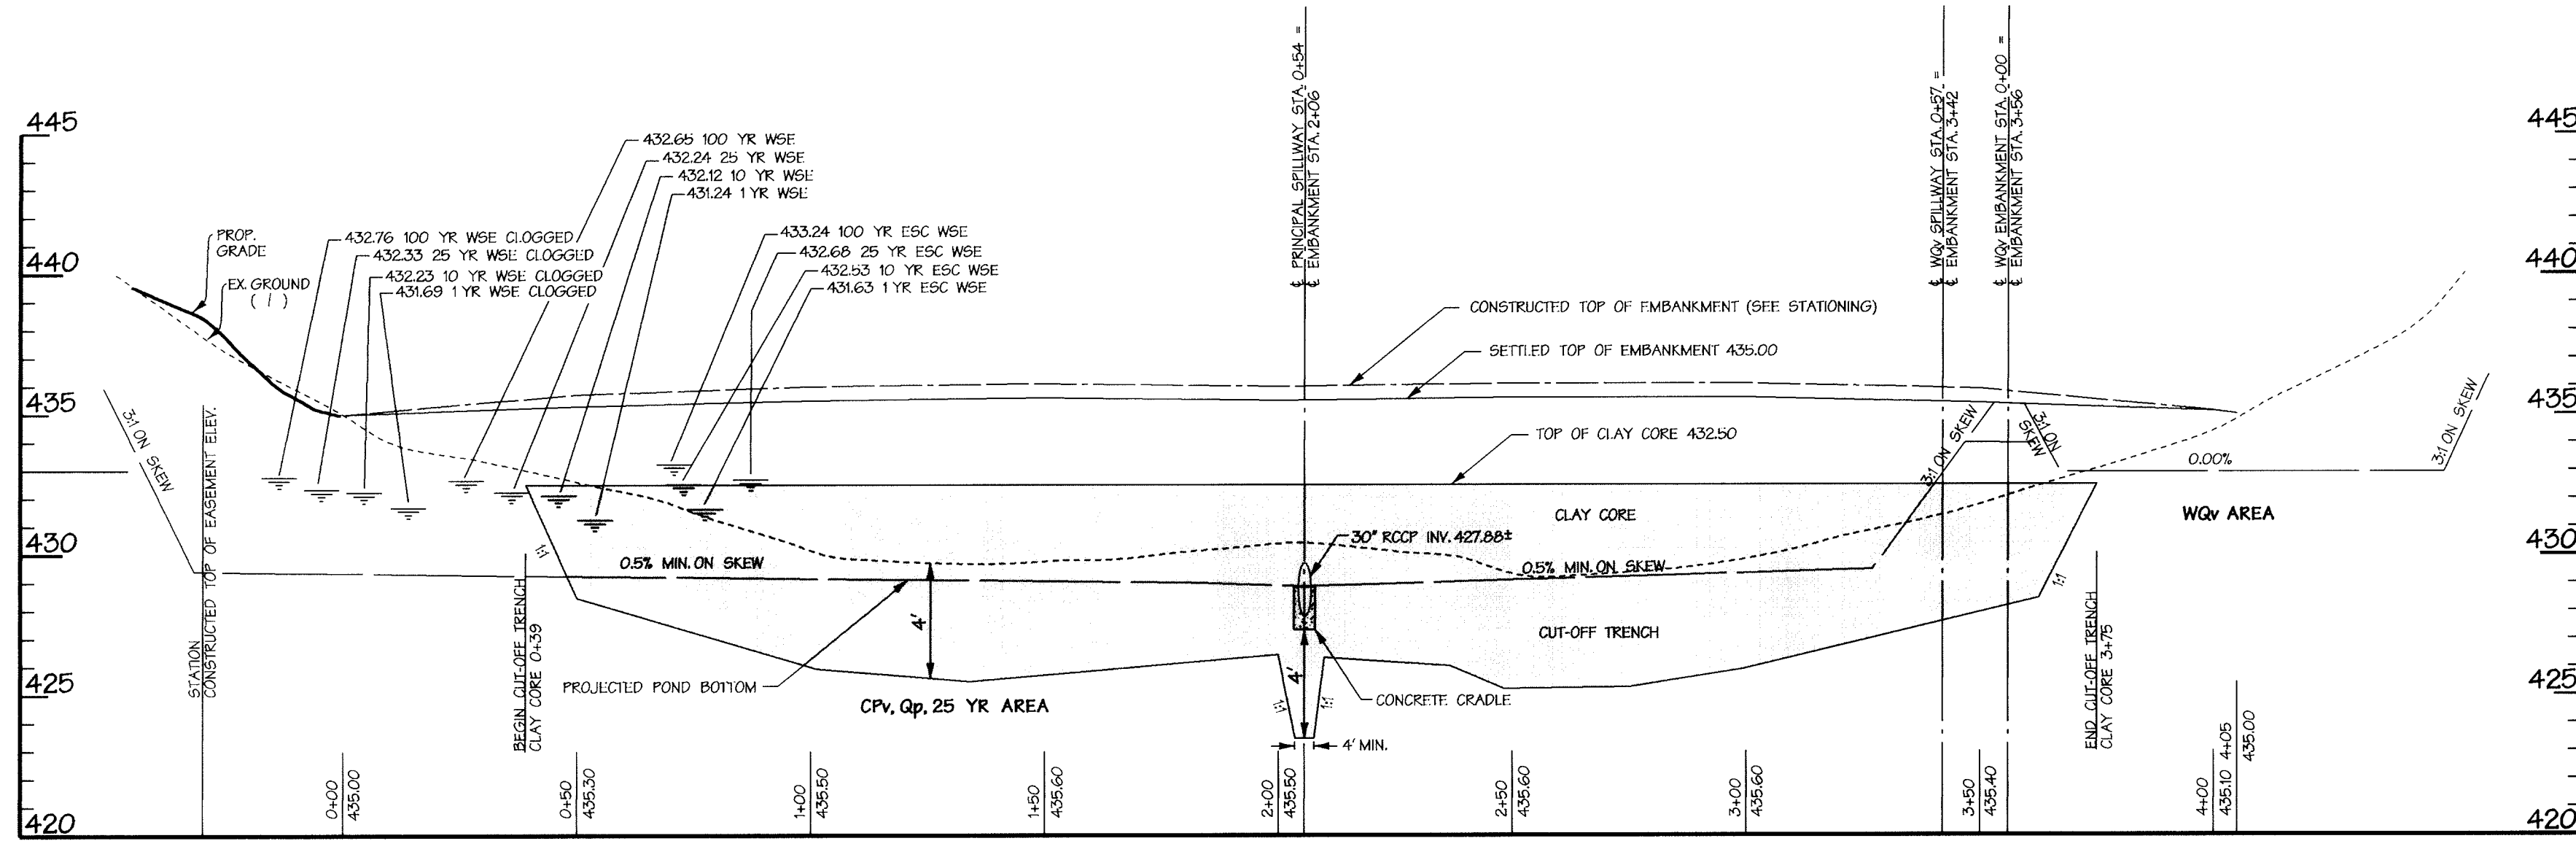 445
440
435
430
425
420
445
440
435
430
425
420
PROP.
GRADE
EX. GROUND
( / )
432.76 100 YR WSE CLOGGED
432.33 25 YR WSE CLOGGED
432.23 10 YR WSE CLOGGED
431.69 1 YR WSE CLOGGED
432.65 100 YR WSE
432.24 25 YR WSE
432.12 10 YR WSE
431.24 1 YR WSE
433.24 100 YR ESC WSE
432.68 25 YR ESC WSE
432.53 10 YR ESC WSE
431.63 1 YR ESC WSE
℄ PRINCIPAL SPILLWAY STA. 0+54 =
℄ EMBANKMENT STA. 2+06
℄ WQv SPILLWAY STA. 0+57 =
℄ EMBANKMENT STA. 3+42
℄ WQv EMBANKMENT STA. 0+00 =
℄ EMBANKMENT STA. 3+56
CONSTRUCTED TOP OF EMBANKMENT (SEE STATIONING)
SETTLED TOP OF EMBANKMENT 435.00
TOP OF CLAY CORE 432.50
3:1 ON SKEW
3:1 ON SKEW
3:1 ON
SKEW
3:1 ON SKEW
0.00%
WQv AREA
CLAY CORE
30" RCCP INV. 427.88±
0.5% MIN. ON SKEW
0.5% MIN. ON SKEW
1:1
1:1
4'
CUT-OFF TRENCH
PROJECTED POND BOTTOM
CPv, Qp, 25 YR AREA
4'
1:1
1:1
CONCRETE CRADLE
4' MIN.
STATION
CONSTRUCTED TOP OF EASEMENT ELEV.
BEGIN CUT-OFF TRENCH
CLAY CORE 0+39
END CUT-OFF TRENCH
CLAY CORE 3+75
0+00
435.00
0+50
435.30
1+00
435.50
1+50
435.60
2+00
435.50
2+50
435.60
3+00
435.60
3+50
435.40
4+00
435.10
4+05
435.00